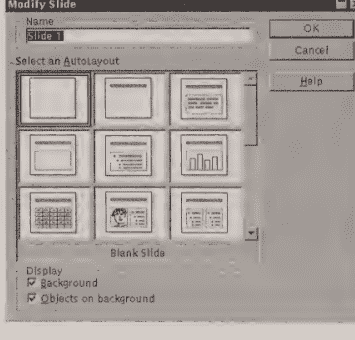 Modify Slide
Name
Slide 1
OK
Cancel
Help
Select an AutoLayout
Blank Slide
Display
Background
Objects on background